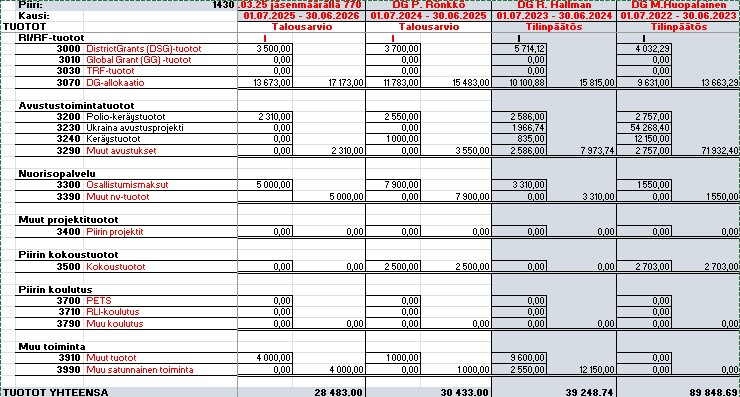 Piiri: 1430 .03.25 jäsenmäärällä 770 DG P. Rönkkö DG R. Hallman DG M.Huopalainen
Kausi: 01.07.2025 - 30.06.2026 01.07.2024 - 30.06.2025 01.07.2023 - 30.06.2024 01.07.2022 - 30.06.2023
TUOTOT Talousarvio Talousarvio Tilinpäätös Tilinpäätös
RI/RF-tuotot
3000 DistrictGrants (DSG)-tuotot 3 500,00 3 700,00 5 714,12 4 032,29
3010 Global Grant (GG) -tuotot 0,00 0,00 0,00 0,00
3030 TRF-tuotot 0,00 0,00 0,00 0,00
3070 DG-allokaatio 13 673,00 17 173,00 11 783,00 15 483,00 10 100,88 15 815,00 9 631,00 13 663,29
Avustustoimintatuotot
3200 Polio-keräystuotot 2 310,00 2 550,00 2 586,00 2 757,00
3230 Ukraina avustusprojekti 0,00 0,00 1 966,74 54 268,40
3240 Keräystuotot 0,00 1 000,00 835,00 12 150,00
3290 Muut avustukset 0,00 2 310,00 0,00 3 550,00 2 586,00 7 973,74 2 757,00 71 932,40
Nuorisopalvelu
3300 Osallistumismaksut 5 000,00 7 900,00 3 310,00 1 550,00
3390 Muut nv-tuotot 5 000,00 0,00 7 900,00 0,00 3 310,00 0,00 1 550,00
Muut projektituotot
3400 Piirin projektit 0,00 0,00 0,00 0,00 0,00 0,00 0,00 0,00
Piirin kokoustuotot
3500 Kokoustuotot 0,00 0,00 2 500,00 2 500,00 0,00 0,00 2 703,00 2 703,00
Piirin koulutus
3700 PETS 0,00 0,00 0,00 0,00
3710 RLI-koulutus 0,00 0,00 0,00 0,00
3790 Muu koulutus 0,00 0,00 0,00 0,00 0,00 0,00 0,00 0,00
Muu toiminta
3910 Muut tuotot 4 000,00 1 000,00 9 600,00 0,00
3990 Muu satunnainen toiminta 0,00 4 000,00 0,00 1 000,00 2 550,00 12 150,00 0,00 0,00
TUOTOT YHTEENSA 28 483.00 30 433.00 39 248.74 89 848.69